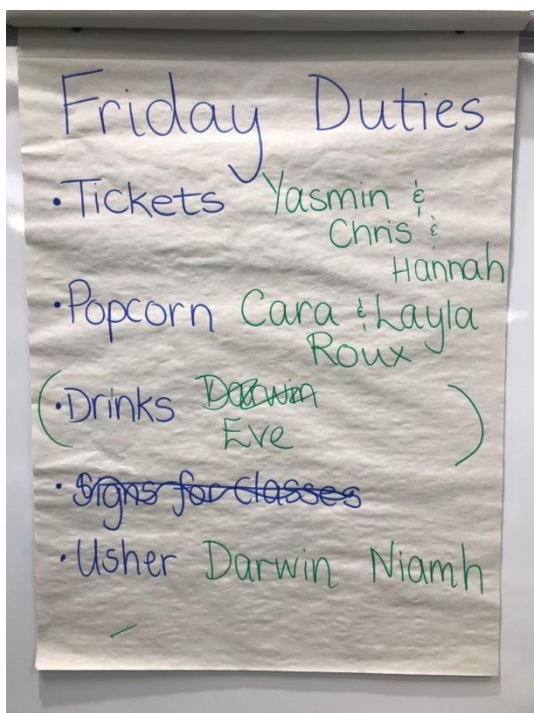 Friday Duties
• Tickets Yasmin &
Chris &
Hannah
• Popcorn Cara & Layla
Roux
( • Drinks Darwin )
Eve
• Signs for Classes
• Usher Darwin Niamh